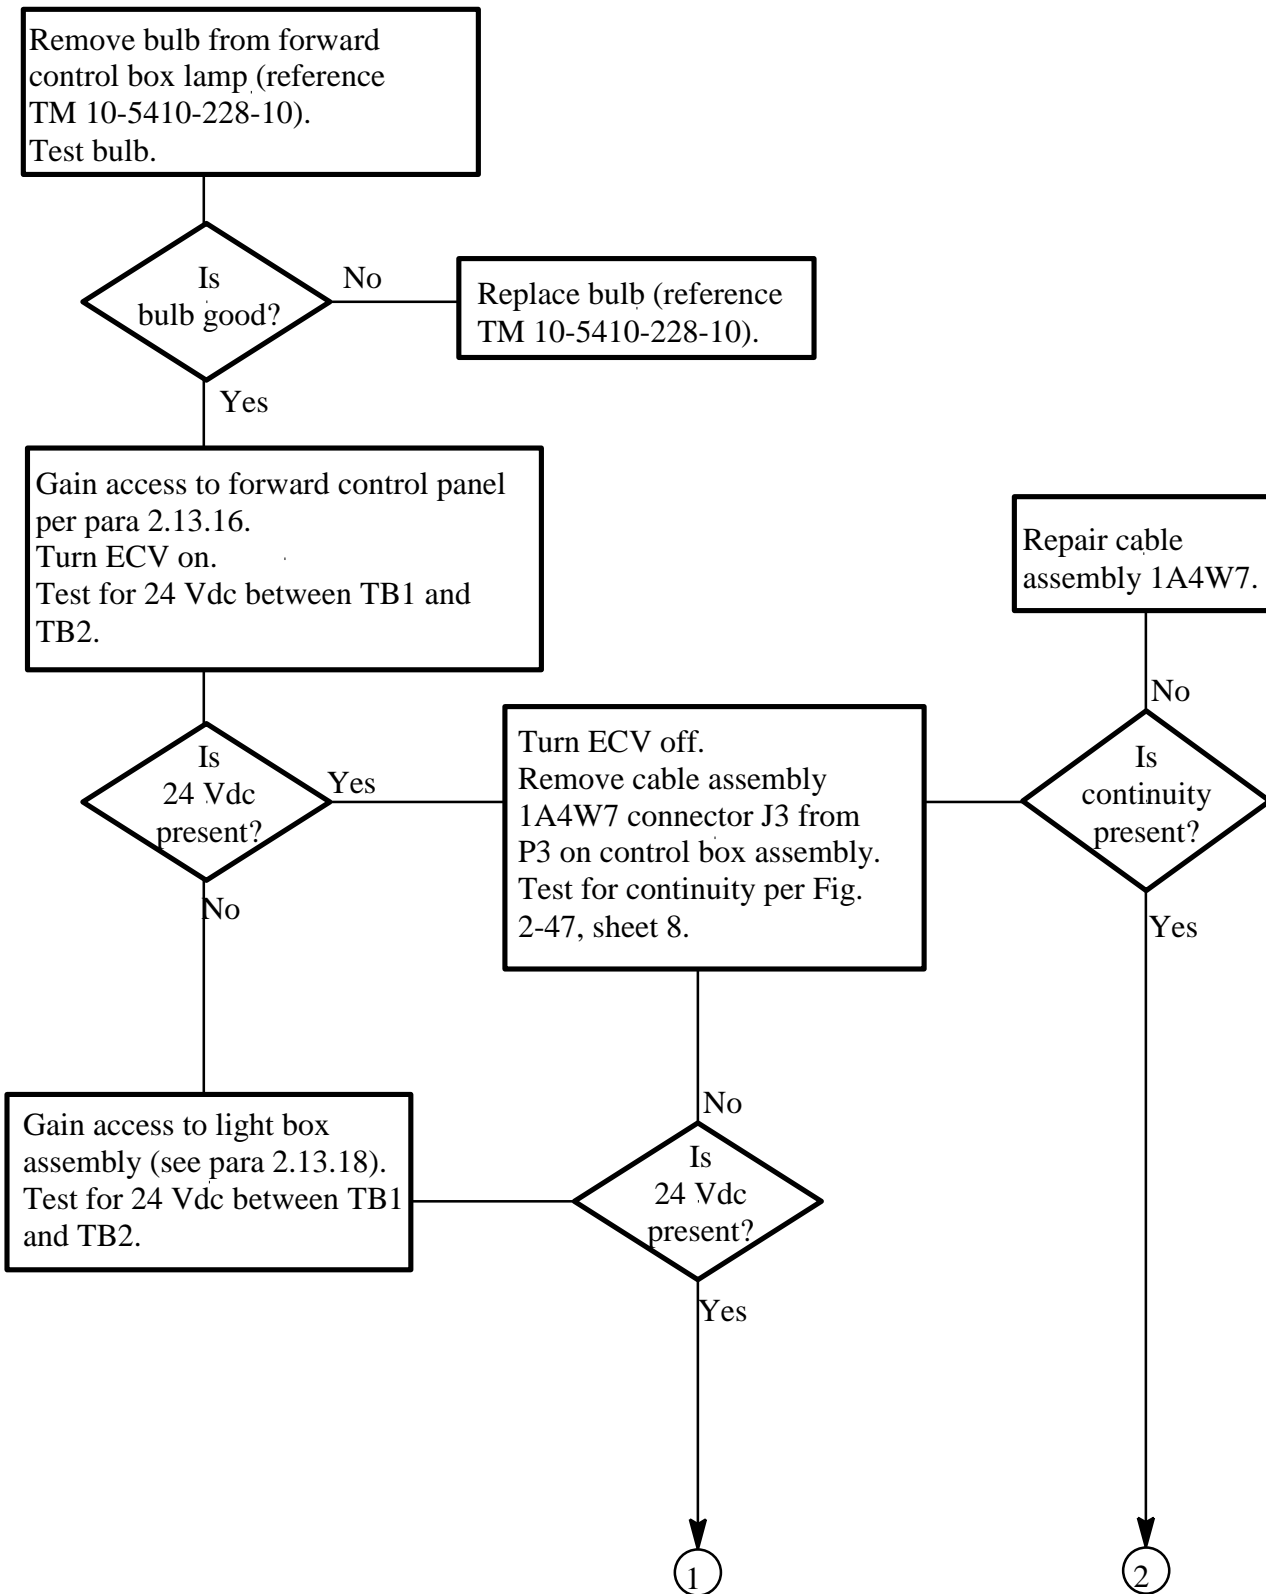 Remove bulb from forward
control box lamp (reference
TM 10-5410-228-10).
Test bulb.
Is
bulb good?
No
Replace bulb (reference
TM 10-5410-228-10).
Yes
Gain access to forward control panel
per para 2.13.16.
Turn ECV on.
Test for 24 Vdc between TB1 and
TB2.
Is
24 Vdc
present?
Yes
No
Turn ECV off.
Remove cable assembly
1A4W7 connector J3 from
P3 on control box assembly.
Test for continuity per Fig.
2-47, sheet 8.
Repair cable
assembly 1A4W7.
No
Is
continuity
present?
Yes
Gain access to light box
assembly (see para 2.13.18).
Test for 24 Vdc between TB1
and TB2.
No
Is
24 Vdc
present?
Yes
1
2